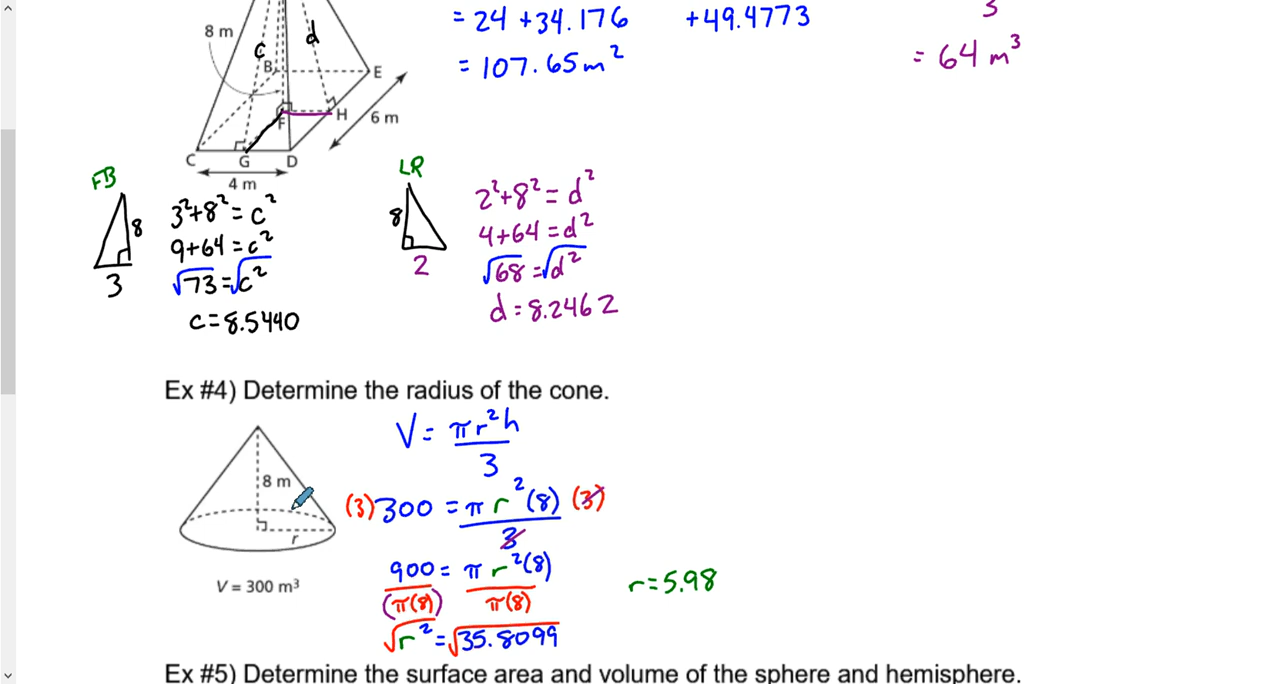 8 m
c
d
B
E
F
H
6 m
C
G
D
4 m
= 24 + 34.176 + 49.4773
= 107.65 m²
3
= 64 m³
FB
8
3
3² + 8² = c²
9 + 64 = c²
√73 = √c²
c = 8.5440
LR
8
2
2² + 8² = d²
4 + 64 = d²
√68 = √d²
d = 8.2462
Ex #4) Determine the radius of the cone.
8 m
r
V = 300 m³
V = πr²h / 3
(3) 300 = π r² (8) / 3 (3)
900 = π r² (8)
(π(8)) π(8)
√r² = √35.8099
r = 5.98
Ex #5) Determine the surface area and volume of the sphere and hemisphere.